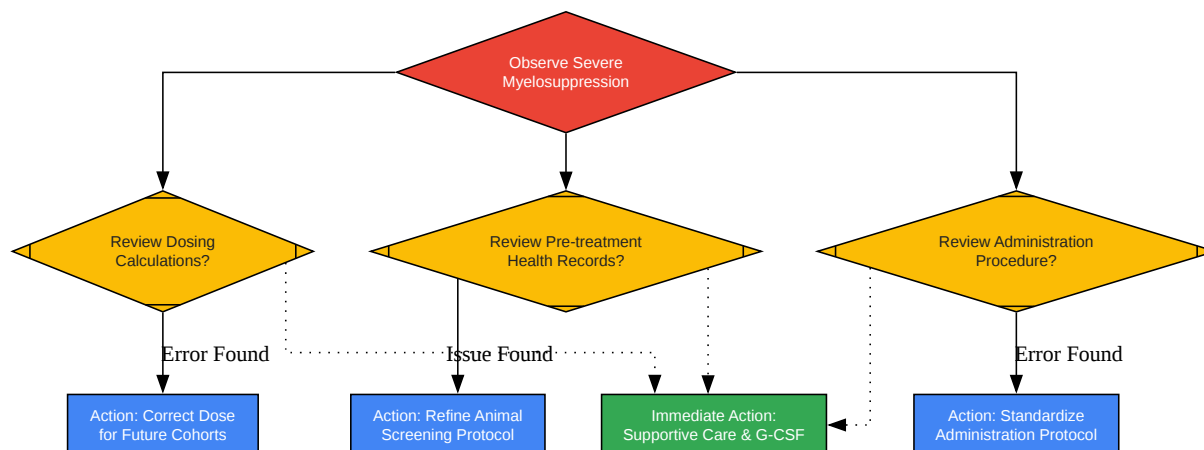 Observe Severe
Myelosuppression
Review Dosing
Calculations?
Review Pre-treatment
Health Records?
Review Administration
Procedure?
Error Found
Issue Found
Error Found
Action: Correct Dose
for Future Cohorts
Action: Refine Animal
Screening Protocol
Immediate Action:
Supportive Care & G-CSF
Action: Standardize
Administration Protocol